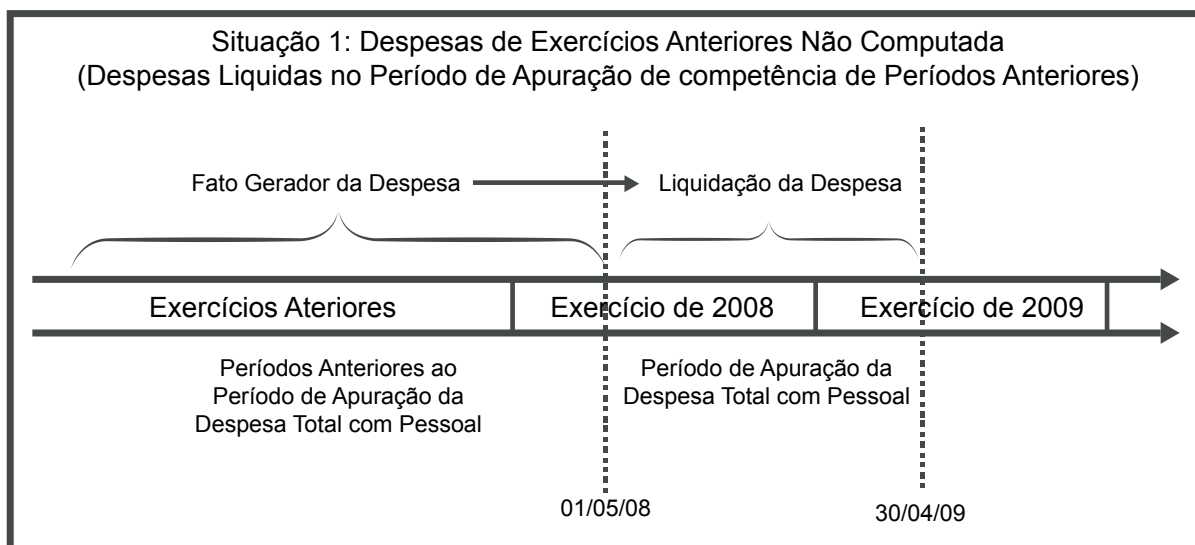 Situação 1: Despesas de Exercícios Anteriores Não Computada
(Despesas Liquidas no Período de Apuração de competência de Períodos Anteriores)
Fato Gerador da Despesa
Liquidação da Despesa
Exercícios Ateriores
Exercício de 2008
Exercício de 2009
Períodos Anteriores ao
Período de Apuração da
Despesa Total com Pessoal
Período de Apuração da
Despesa Total com Pessoal
01/05/08
30/04/09